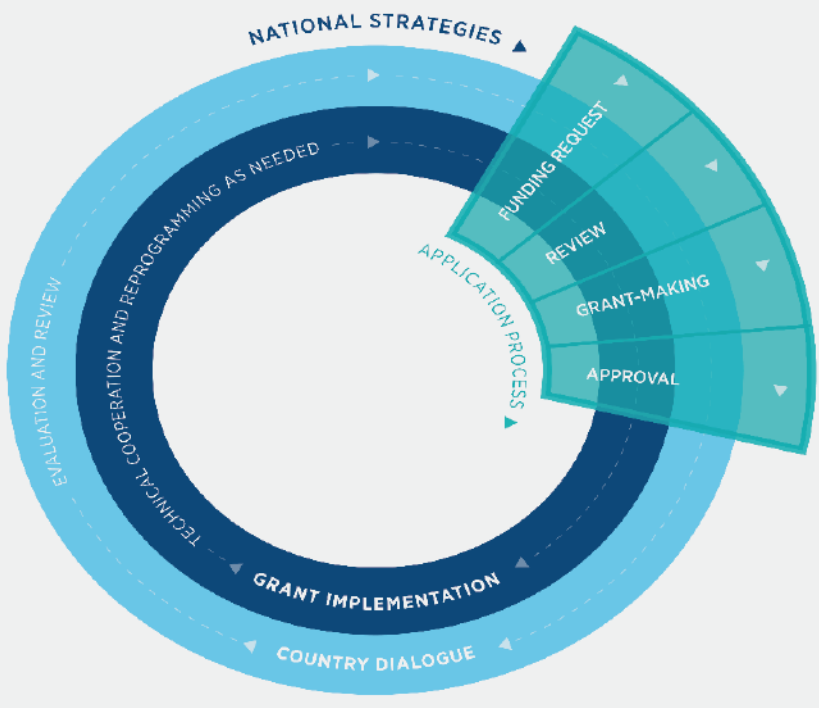 NATIONAL STRATEGIES
FUNDING REQUEST
REVIEW
GRANT-MAKING
APPROVAL
APPLICATION PROCESS
TECHNICAL COOPERATION AND REPROGRAMMING AS NEEDED
EVALUATION AND REVIEW
GRANT IMPLEMENTATION
COUNTRY DIALOGUE